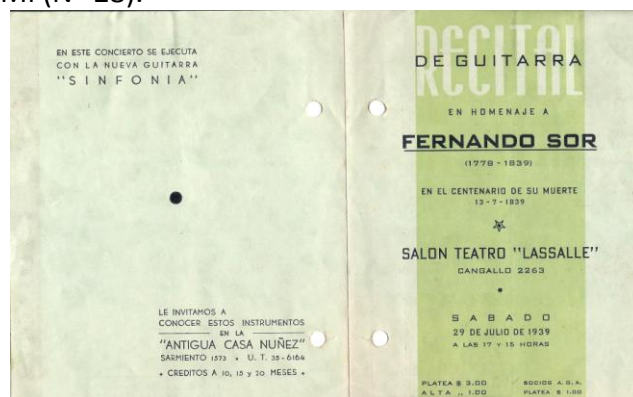 MI (N° 23).
EN ESTE CONCIERTO SE EJECUTA
CON LA NUEVA GUITARRA
"SINFONIA"
LE INVITAMOS A
CONOCER ESTOS INSTRUMENTOS
EN LA
"ANTIGUA CASA NUÑEZ"
SARMIENTO 1573 • U. T. 35-6164
• CREDITOS A 10, 15 y 20 MESES •
RECITAL
DE GUITARRA
EN HOMENAJE A
FERNANDO SOR
(1778 - 1839)
EN EL CENTENARIO DE SU MUERTE
13 - 7 - 1839
SALON TEATRO "LASSALLE"
CANGALLO 2263
SABADO
29 DE JULIO DE 1939
A LAS 17 Y 15 HORAS
PLATEA $ 3.00 SOCIOS A. G. A.
ALTA „ 1.00 PLATEA $ 1.00